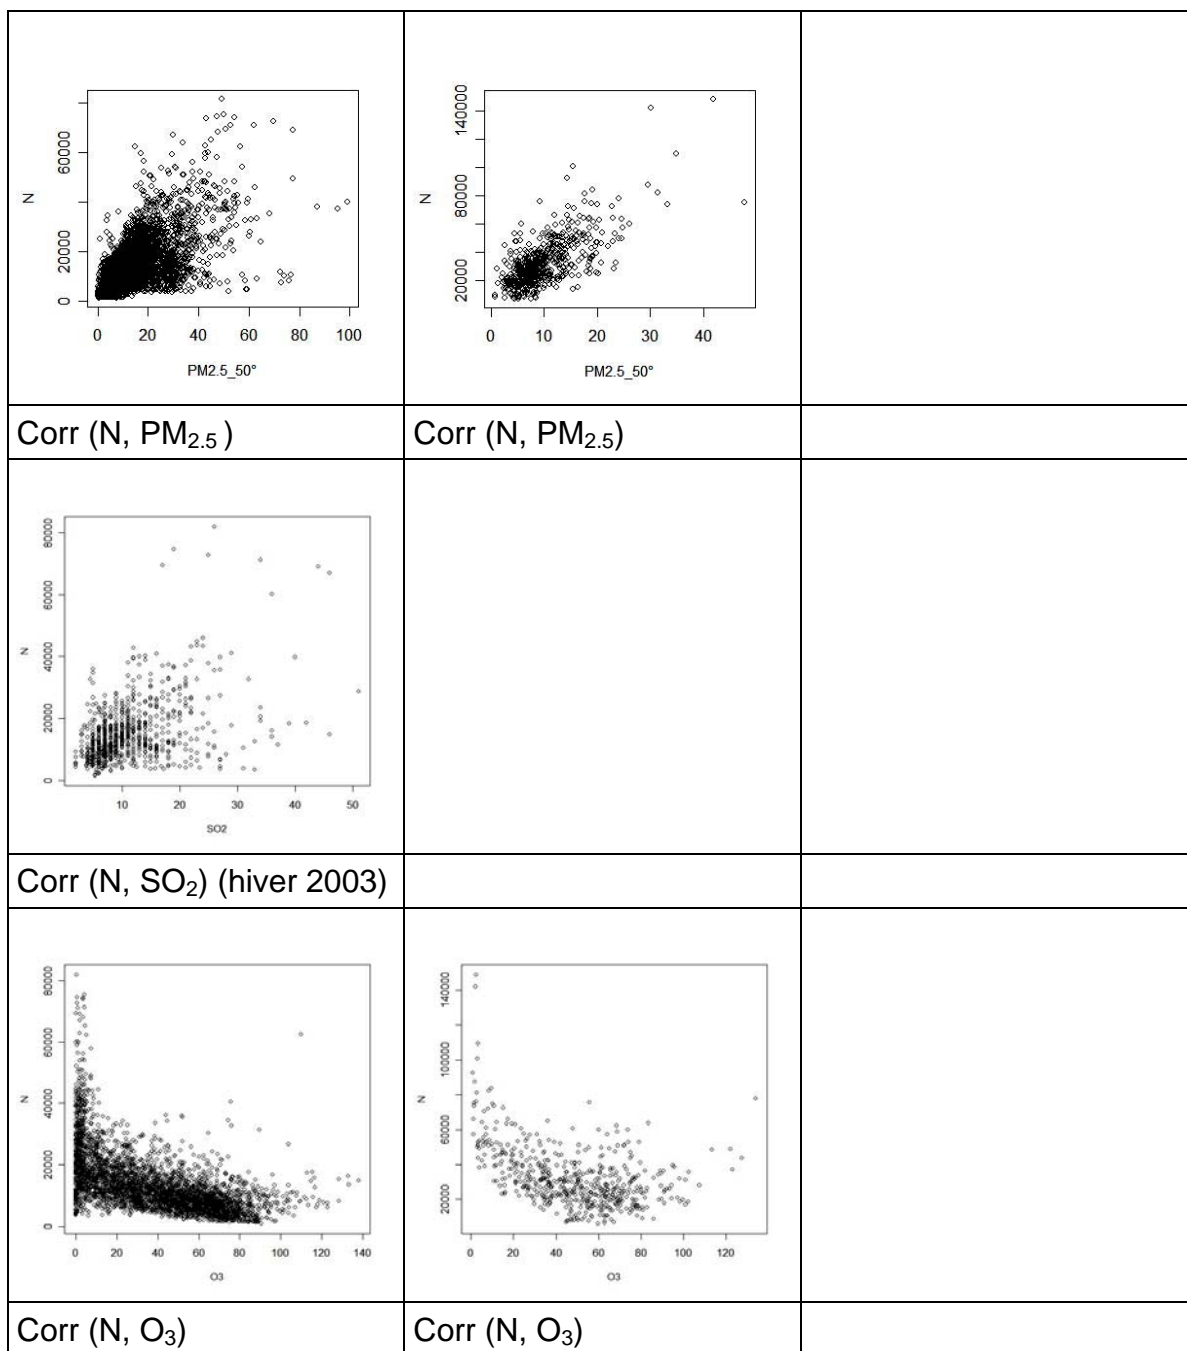 N
60000
20000
0
0 20 40 60 80 100
PM2.5_50°
N
140000
80000
20000
0 10 20 30 40
PM2.5_50°
Corr (N, PM2.5 )
Corr (N, PM2.5)
N
80000
60000
40000
20000
0
10 20 30 40 50
SO2
Corr (N, SO2) (hiver 2003)
N
80000
60000
40000
20000
0
0 20 40 60 80 100 120 140
O3
N
140000
100000
60000
20000
0 20 40 60 80 100 120
O3
Corr (N, O3)
Corr (N, O3)